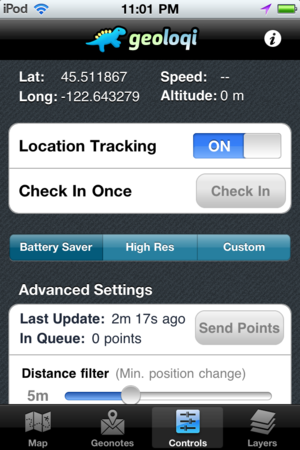 iPod 11:01 PM
geoloqi i
Lat: 45.511867 Speed: --
Long: -122.643279 Altitude: 0 m
Location Tracking ON
Check In Once Check In
Battery Saver High Res Custom
Advanced Settings
Last Update: 2m 17s ago
In Queue: 0 points
Send Points
Distance filter (Min. position change)
5m
Map Geonotes Controls Layers